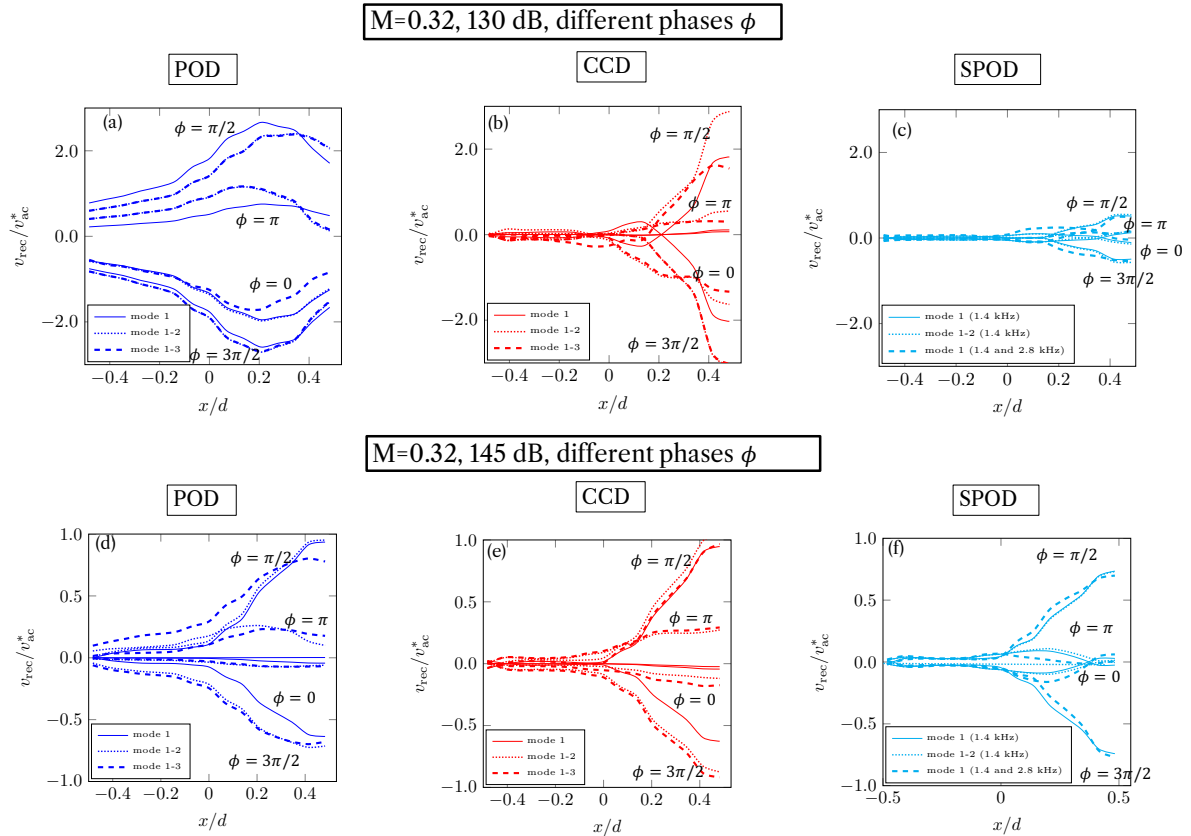 M=0.32, 130 dB, different phases ϕ
POD
CCD
SPOD
(a)
ϕ = π/2
ϕ = π
ϕ = 0
ϕ = 3π/2
2.0
0.0
−2.0
v_rec/v*_ac
mode 1
mode 1-2
mode 1-3
−0.4 −0.2 0 0.2 0.4
x/d
(b)
ϕ = π/2
ϕ = π
ϕ = 0
ϕ = 3π/2
2.0
0.0
−2.0
v_rec/v*_ac
mode 1
mode 1-2
mode 1-3
−0.4 −0.2 0 0.2 0.4
x/d
(c)
ϕ = π/2
ϕ = π
ϕ = 0
ϕ = 3π/2
2.0
0.0
−2.0
v_rec/v*_ac
mode 1 (1.4 kHz)
mode 1-2 (1.4 kHz)
mode 1 (1.4 and 2.8 kHz)
−0.4 −0.2 0 0.2 0.4
x/d
M=0.32, 145 dB, different phases ϕ
POD
CCD
SPOD
(d)
ϕ = π/2
ϕ = π
ϕ = 0
ϕ = 3π/2
1.0
0.5
0.0
−0.5
−1.0
v_rec/v*_ac
mode 1
mode 1-2
mode 1-3
−0.4 −0.2 0 0.2 0.4
x/d
(e)
ϕ = π/2
ϕ = π
ϕ = 0
ϕ = 3π/2
1.0
0.5
0.0
−0.5
−1.0
v_rec/v*_ac
mode 1
mode 1-2
mode 1-3
−0.4 −0.2 0 0.2 0.4
x/d
(f)
ϕ = π/2
ϕ = π
ϕ = 0
ϕ = 3π/2
1.0
0.5
0.0
−0.5
−1.0
v_rec/v*_ac
mode 1 (1.4 kHz)
mode 1-2 (1.4 kHz)
mode 1 (1.4 and 2.8 kHz)
−0.5 0 0.5
x/d